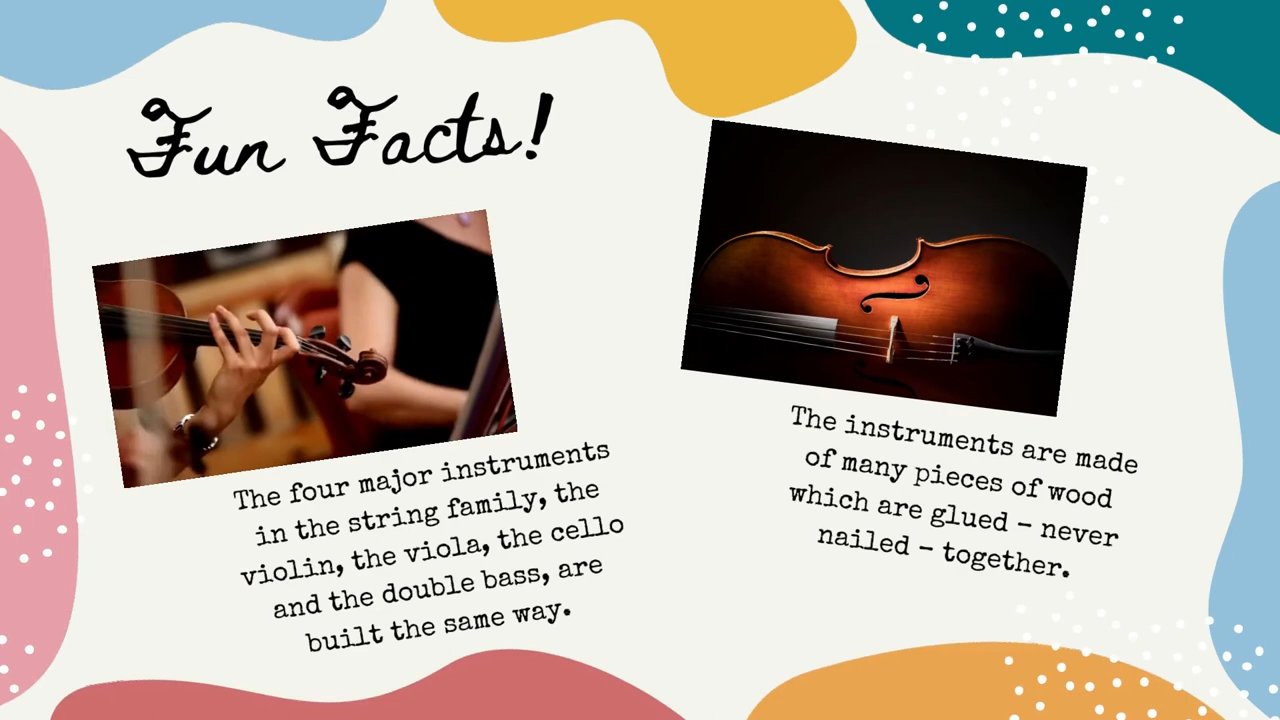 Fun Facts!
The four major instruments
in the string family, the
violin, the viola, the cello
and the double bass, are
built the same way.
The instruments are made
of many pieces of wood
which are glued - never
nailed - together.